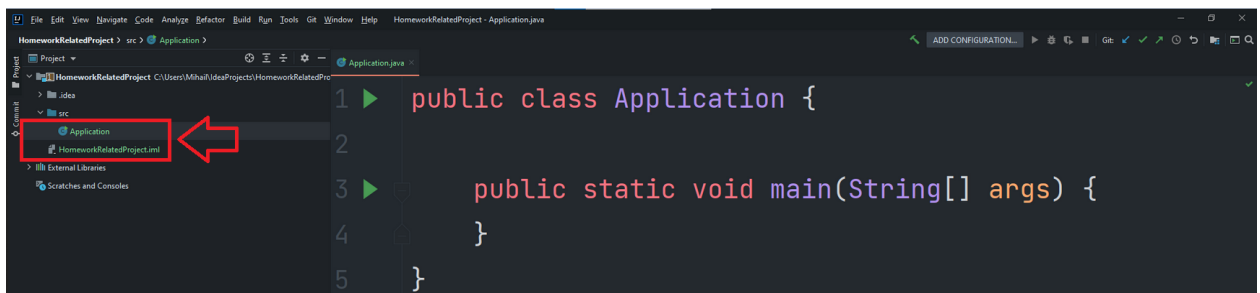 File Edit View Navigate Code Analyze Refactor Build Run Tools Git Window Help HomeworkRelatedProject - Application.java
HomeworkRelatedProject > src > Application > ADD CONFIGURATION... Git:
Project
Project
Application.java ×
HomeworkRelatedProject C:\Users\Mihail\IdeaProjects\HomeworkRelatedPro
.idea
Commit
src
Application
HomeworkRelatedProject.iml
External Libraries
Scratches and Consoles
1 public class Application {
2
3 public static void main(String[] args) {
4 }
5 }